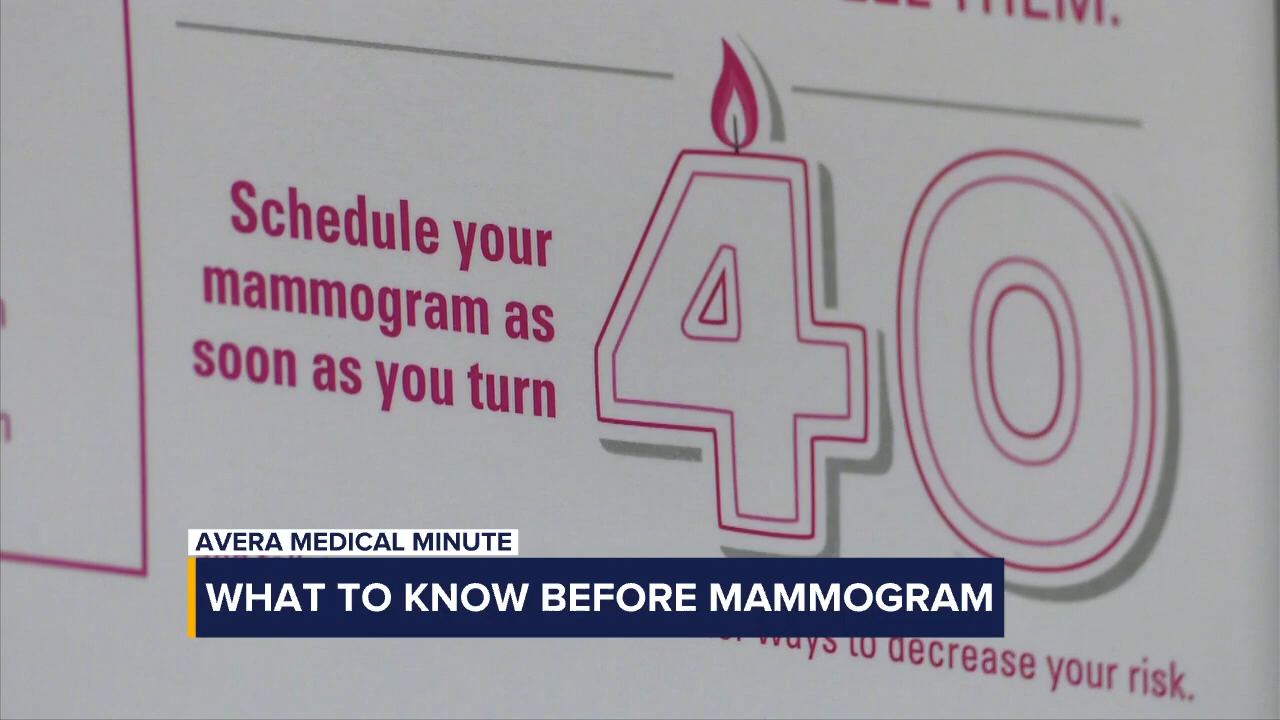 THEM.
Schedule your
mammogram as
soon as you turn
40
AVERA MEDICAL MINUTE
WHAT TO KNOW BEFORE MAMMOGRAM
ways to decrease your risk.